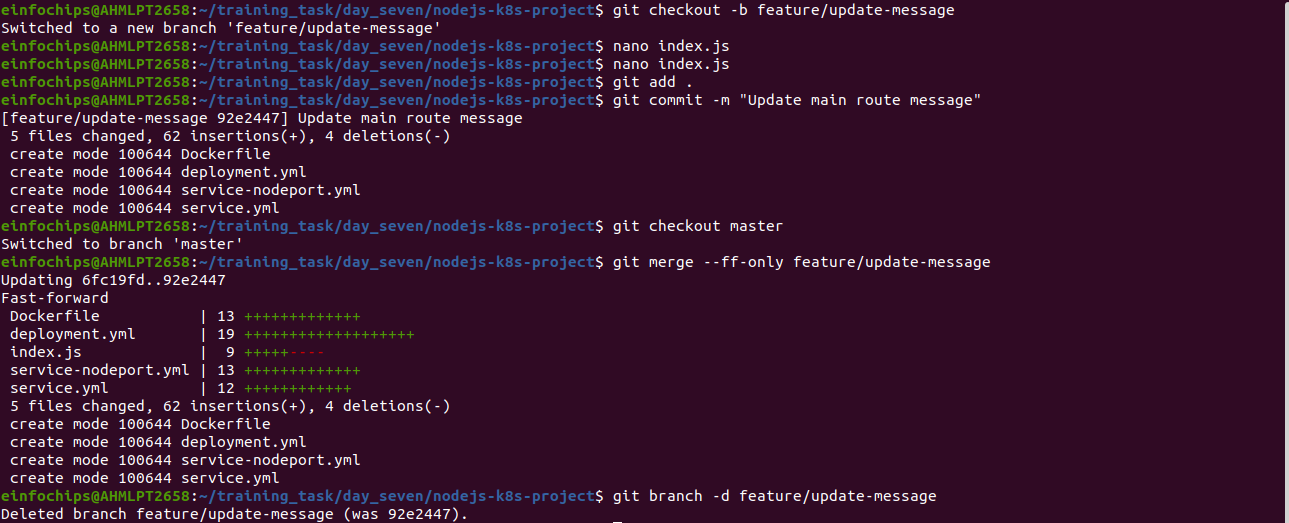 einfochips@AHMLPT2658:~/training_task/day_seven/nodejs-k8s-project$ git checkout -b feature/update-message
Switched to a new branch 'feature/update-message'
einfochips@AHMLPT2658:~/training_task/day_seven/nodejs-k8s-project$ nano index.js
einfochips@AHMLPT2658:~/training_task/day_seven/nodejs-k8s-project$ nano index.js
einfochips@AHMLPT2658:~/training_task/day_seven/nodejs-k8s-project$ git add .
einfochips@AHMLPT2658:~/training_task/day_seven/nodejs-k8s-project$ git commit -m "Update main route message"
[feature/update-message 92e2447] Update main route message
 5 files changed, 62 insertions(+), 4 deletions(-)
 create mode 100644 Dockerfile
 create mode 100644 deployment.yml
 create mode 100644 service-nodeport.yml
 create mode 100644 service.yml
einfochips@AHMLPT2658:~/training_task/day_seven/nodejs-k8s-project$ git checkout master
Switched to branch 'master'
einfochips@AHMLPT2658:~/training_task/day_seven/nodejs-k8s-project$ git merge --ff-only feature/update-message
Updating 6fc19fd..92e2447
Fast-forward
 Dockerfile           | 13 +++++++++++++
 deployment.yml       | 19 +++++++++++++++++++
 index.js             |  9 +++++----
 service-nodeport.yml | 13 +++++++++++++
 service.yml          | 12 ++++++++++++
 5 files changed, 62 insertions(+), 4 deletions(-)
 create mode 100644 Dockerfile
 create mode 100644 deployment.yml
 create mode 100644 service-nodeport.yml
 create mode 100644 service.yml
einfochips@AHMLPT2658:~/training_task/day_seven/nodejs-k8s-project$ git branch -d feature/update-message
Deleted branch feature/update-message (was 92e2447).